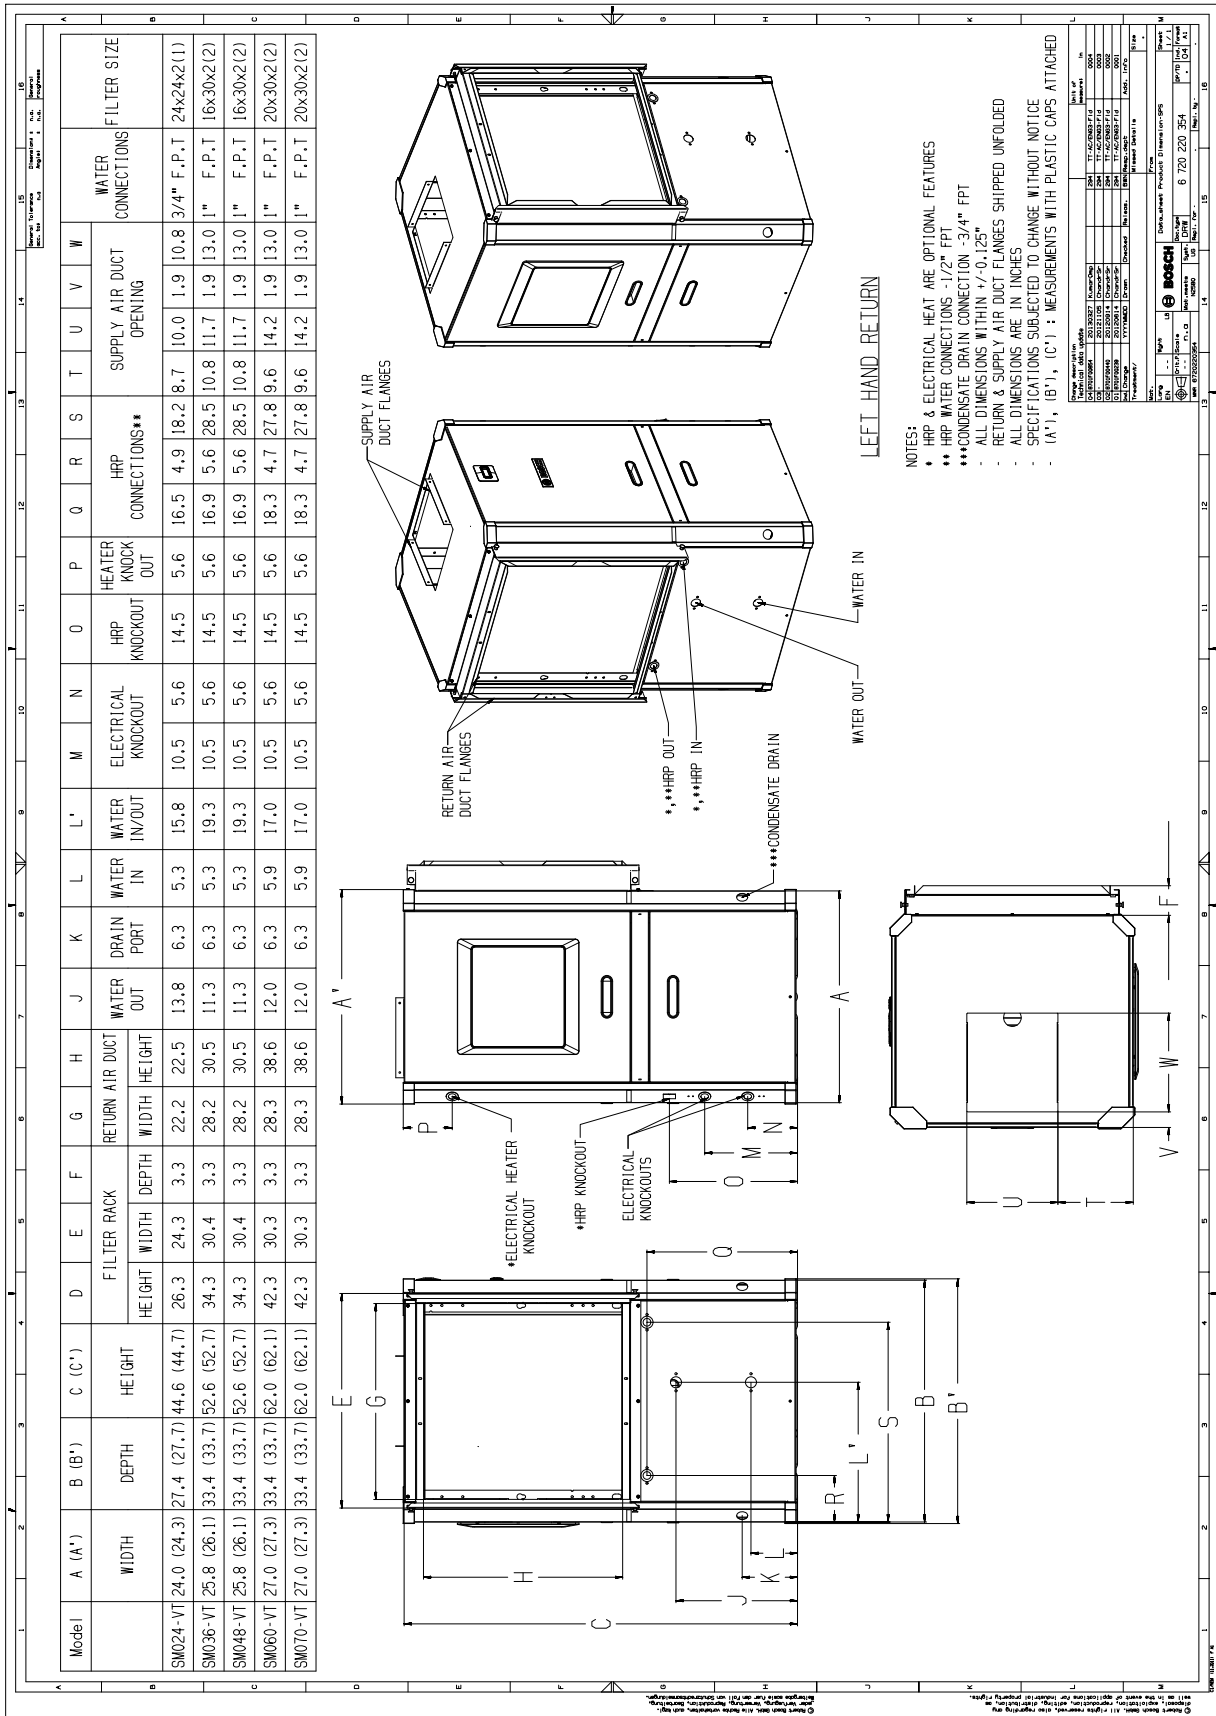 Model A (A') B (B') C (C') D E F G H J K L L' M N O P Q R S T U V W
WIDTH DEPTH HEIGHT FILTER RACK RETURN AIR DUCT WATER OUT DRAIN PORT WATER IN WATER IN/OUT ELECTRICAL KNOCKOUT HRP KNOCKOUT HEATER KNOCK OUT HRP CONNECTIONS** SUPPLY AIR DUCT OPENING WATER CONNECTIONS FILTER SIZE
HEIGHT WIDTH DEPTH WIDTH HEIGHT
SM024-VT 24.0 (24.3) 27.4 (27.7) 44.6 (44.7) 26.3 24.3 3.3 22.2 22.5 13.8 6.3 5.3 15.8 10.5 5.6 14.5 5.6 16.5 4.9 18.2 8.7 10.0 1.9 10.8 3/4" F.P.T 24x24x2(1)
SM036-VT 25.8 (26.1) 33.4 (33.7) 52.6 (52.7) 34.3 30.4 3.3 28.2 30.5 11.3 6.3 5.3 19.3 10.5 5.6 14.5 5.6 16.9 5.6 28.5 10.8 11.7 1.9 13.0 1" F.P.T 16x30x2(2)
SM048-VT 25.8 (26.1) 33.4 (33.7) 52.6 (52.7) 34.3 30.4 3.3 28.2 30.5 11.3 6.3 5.3 19.3 10.5 5.6 14.5 5.6 16.9 5.6 28.5 10.8 11.7 1.9 13.0 1" F.P.T 16x30x2(2)
SM060-VT 27.0 (27.3) 33.4 (33.7) 62.0 (62.1) 42.3 30.3 3.3 28.3 38.6 12.0 6.3 5.9 17.0 10.5 5.6 14.5 5.6 18.3 4.7 27.8 9.6 14.2 1.9 13.0 1" F.P.T 20x30x2(2)
SM070-VT 27.0 (27.3) 33.4 (33.7) 62.0 (62.1) 42.3 30.3 3.3 28.3 38.6 12.0 6.3 5.9 17.0 10.5 5.6 14.5 5.6 18.3 4.7 27.8 9.6 14.2 1.9 13.0 1" F.P.T 20x30x2(2)
E
G
H
C
J
K
L
R
L'
S
B
B'
Q
A'
P
*ELECTRICAL HEATER
KNOCKOUT
*HRP KNOCKOUT
ELECTRICAL
KNOCKOUTS
O
M
N
A
***CONDENSATE DRAIN
U
T
V
W
F
RETURN AIR
DUCT FLANGES
SUPPLY AIR
DUCT FLANGES
*,**HRP OUT
*,**HRP IN
WATER OUT
WATER IN
LEFT HAND RETURN
NOTES:
* HRP & ELECTRICAL HEAT ARE OPTIONAL FEATURES
** HRP WATER CONNECTIONS -1/2" FPT
***CONDENSATE DRAIN CONNECTION -3/4" FPT
- ALL DIMENSIONS WITHIN +/-0.125"
- RETURN & SUPPLY AIR DUCT FLANGES SHIPPED UNFOLDED
- ALL DIMENSIONS ARE IN INCHES
- SPECIFICATIONS SUBJECTED TO CHANGE WITHOUT NOTICE
- (A'), (B'), (C') : MEASUREMENTS WITH PLASTIC CAPS ATTACHED
BOSCH
Data.sheet Product Dimension-SPS
DRW
6 720 220 354
04
A1